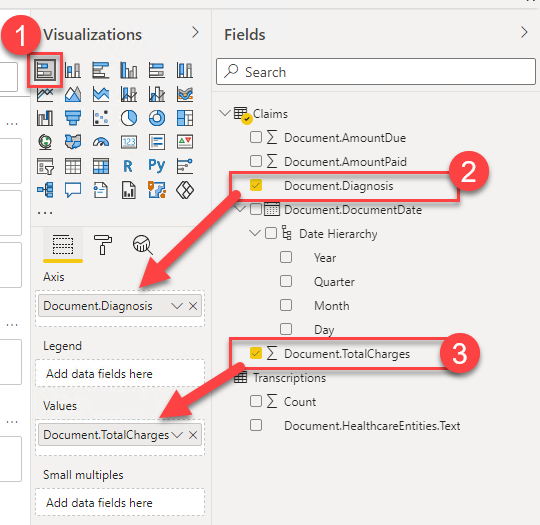 1
Visualizations
Fields
Search
Claims
Document.AmountDue
Document.AmountPaid
2
Document.Diagnosis
Document.DocumentDate
Date Hierarchy
Year
Quarter
Month
Day
3
Document.TotalCharges
Transcriptions
Count
Document.HealthcareEntities.Text
R Py
Axis
Document.Diagnosis
Legend
Add data fields here
Values
Document.TotalCharges
Small multiples
Add data fields here